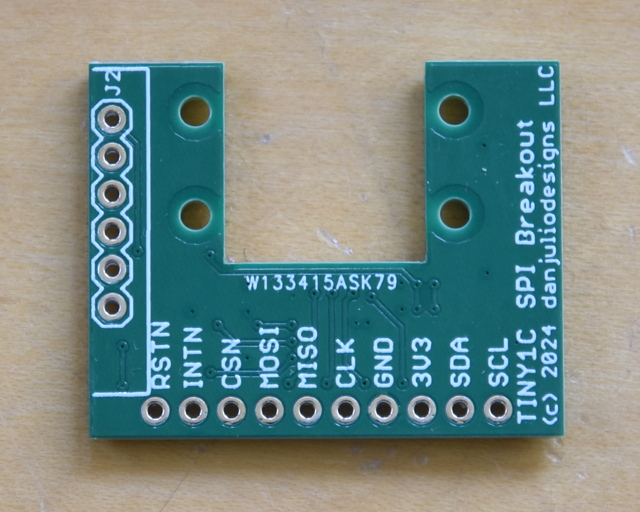 J2
W133415ASK79
RSTN
INTN
CSN
MOSI
MISO
CLK
GND
3V3
SDA
SCL
TINY1C SPI Breakout
(c) 2024 danjuliodesigns LLC